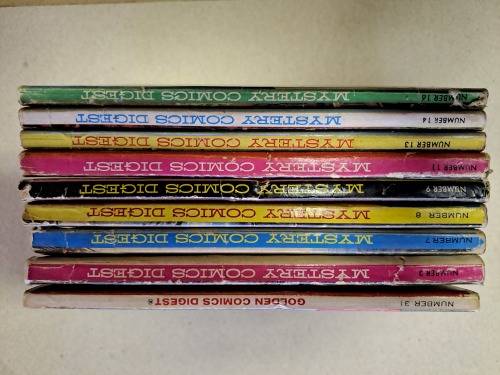 MYSTERY COMICS DIGEST NUMBER 16
MYSTERY COMICS DIGEST NUMBER 14
MYSTERY COMICS DIGEST NUMBER 13
MYSTERY COMICS DIGEST NUMBER 11
MYSTERY COMICS DIGEST NUMBER 9
MYSTERY COMICS DIGEST NUMBER 8
MYSTERY COMICS DIGEST NUMBER 7
MYSTERY COMICS DIGEST NUMBER 2
GOLDEN COMICS DIGEST® NUMBER 31